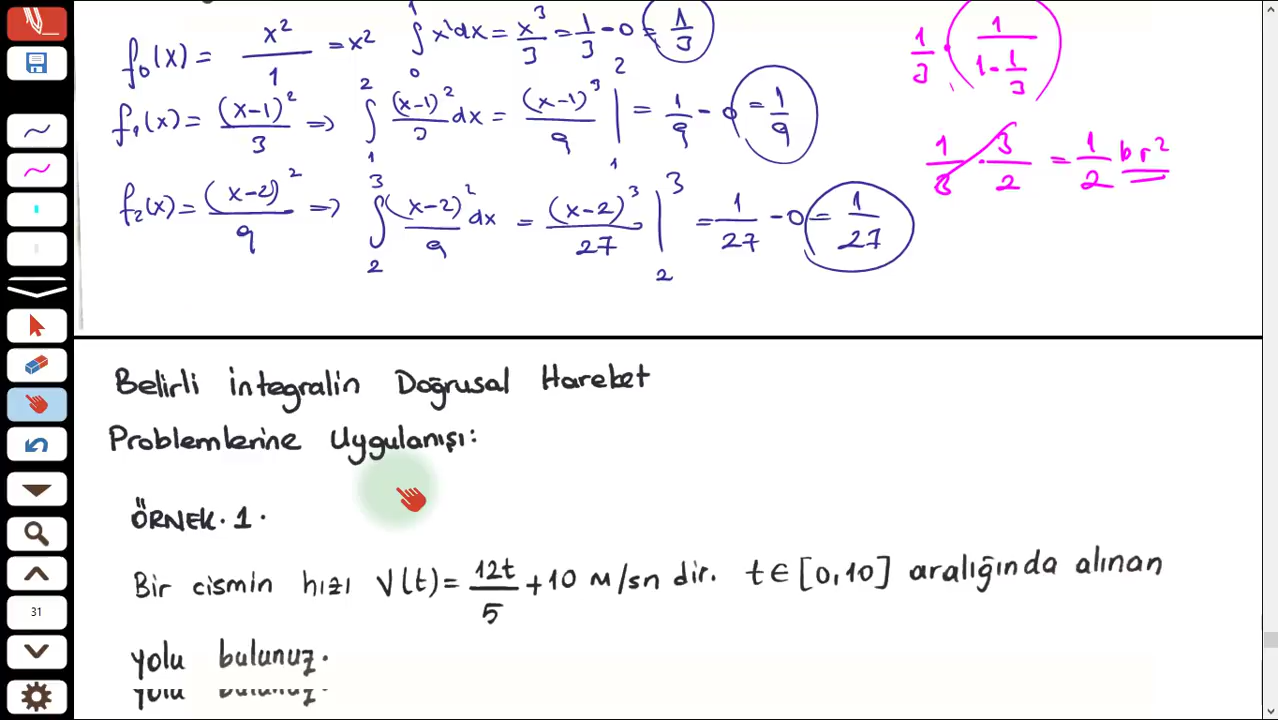 f₀(x) = x²/1 = x² ∫₀¹ x²dx = x³/3 = 1/3 - 0 = 1/3
f₁(x) = (x-1)²/3 ⇒ ∫₁² (x-1)²/3 dx = (x-1)³/9 |₁² = 1/9 - 0 = 1/9
f₂(x) = (x-2)²/9 ⇒ ∫₂³ (x-2)²/9 dx = (x-2)³/27 |₂³ = 1/27 - 0 = 1/27
1/3 · 1/(1 - 1/3)
1/3 · 3/2 = 1/2 br²
Belirli integralin Doğrusal Hareket
Problemlerine Uygulanışı:
ÖRNEK. 1.
Bir cismin hızı V(t) = 12t/5 + 10 m/sn dir. t ∈ [0,10] aralığında alınan
yolu bulunuz.
yolu bulunuz.
31